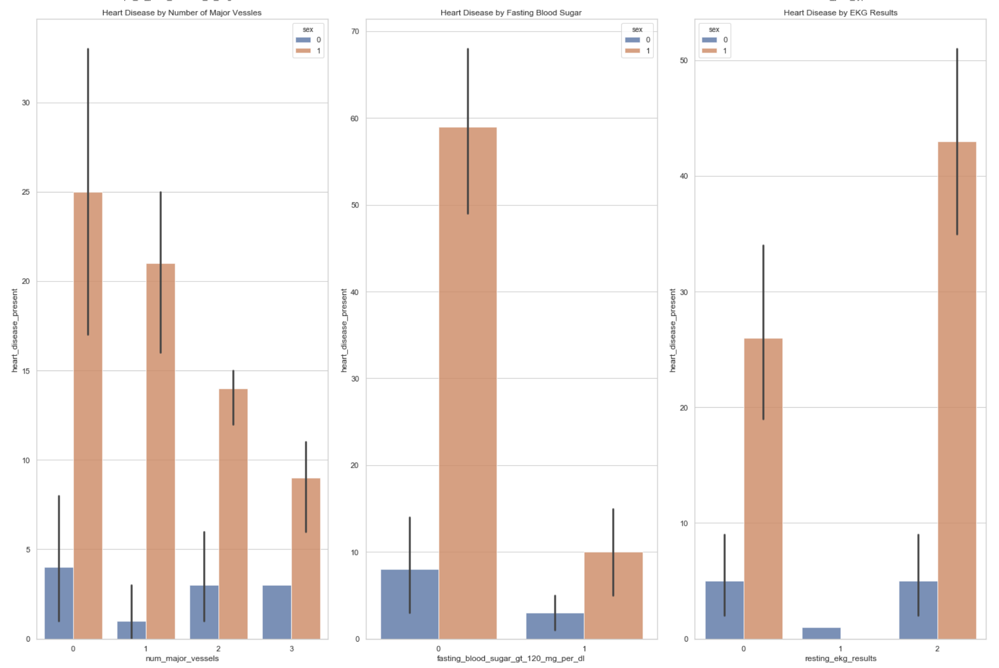 Heart Disease by Number of Major Vessles
sex
0
1
30
25
20
15
10
5
0
heart_disease_present
0 1 2 3
num_major_vessels
Heart Disease by Fasting Blood Sugar
sex
0
1
70
60
50
40
30
20
10
0
heart_disease_present
0 1
fasting_blood_sugar_gt_120_mg_per_dl
Heart Disease by EKG Results
sex
0
1
50
40
30
20
10
0
heart_disease_present
0 1 2
resting_ekg_results